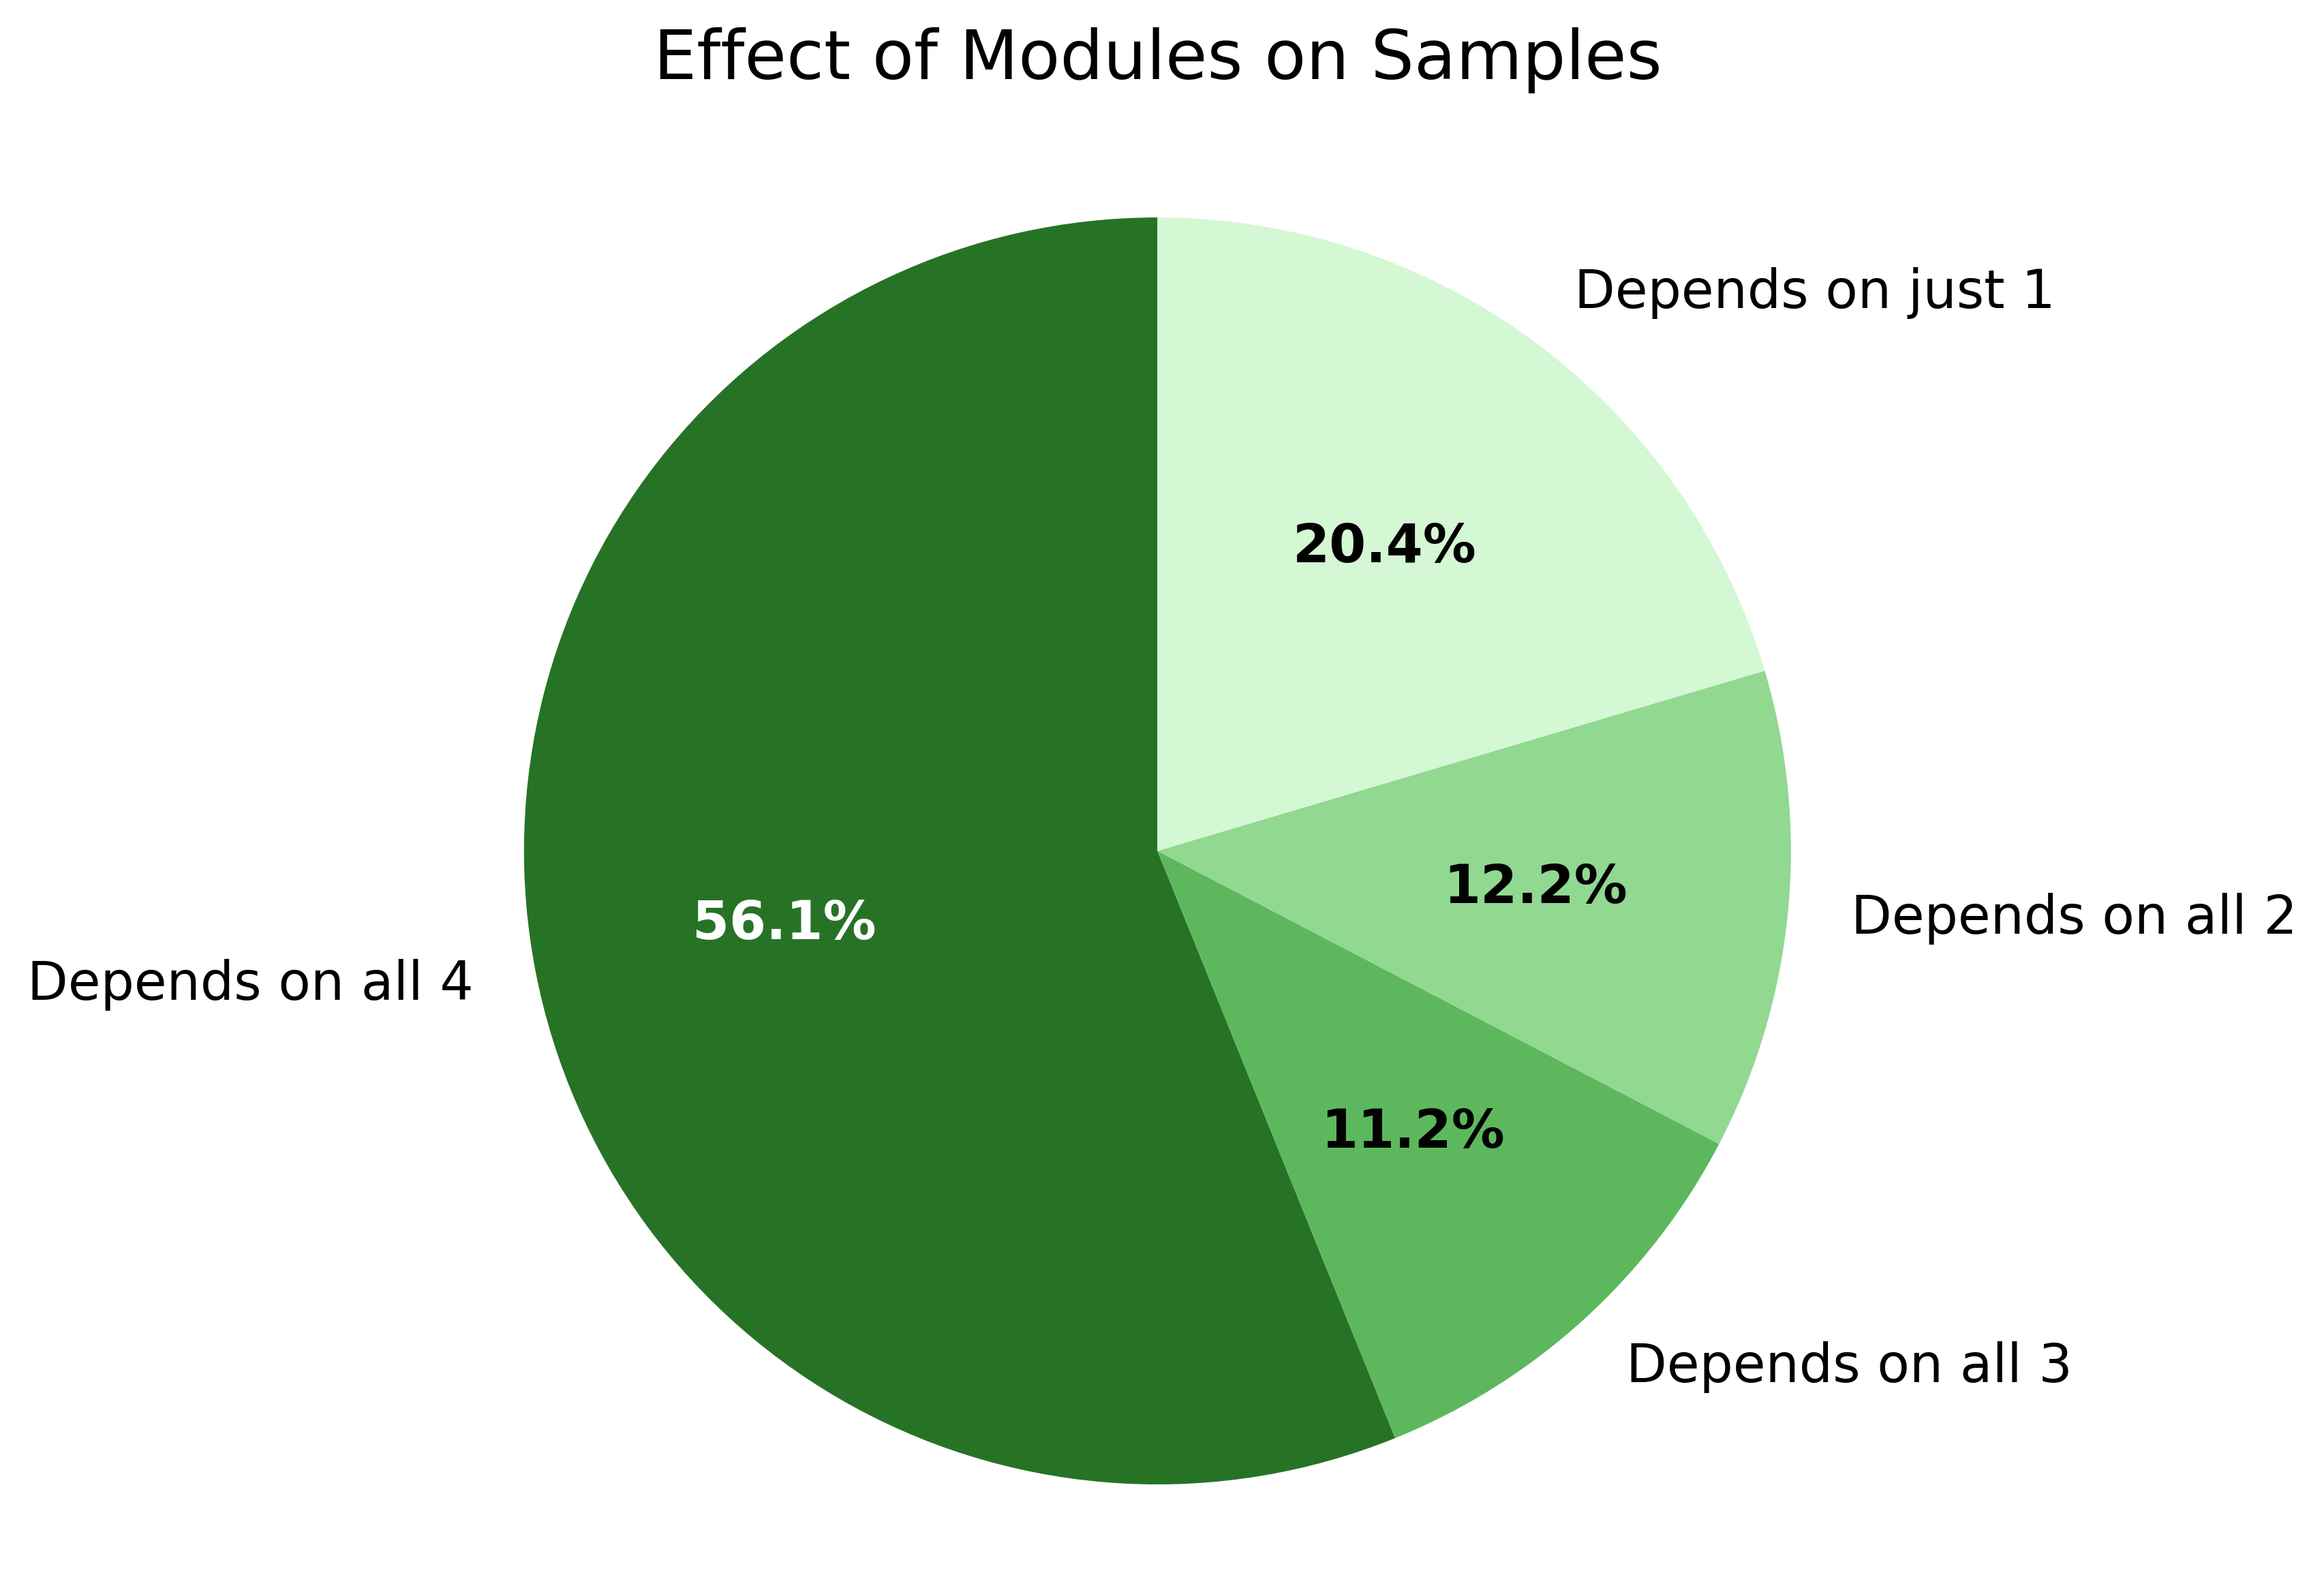 Effect of Modules on Samples
Depends on just 1
20.4%
12.2%
Depends on all 2
56.1%
Depends on all 4
11.2%
Depends on all 3